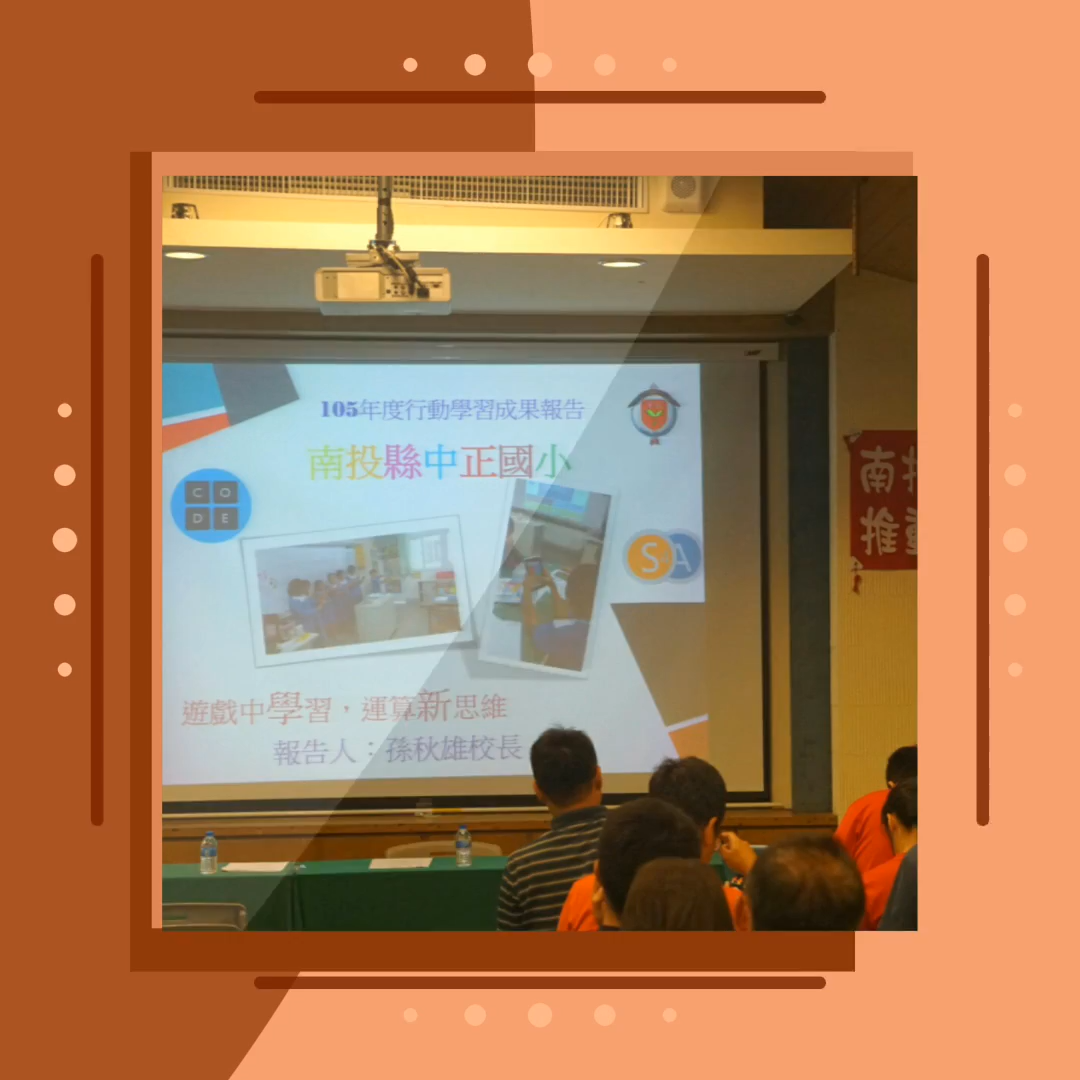 105年度行動學習成果報告
南投縣中正國小
C O
D E
S A
遊戲中學習，運算新思維
報告人：孫秋雄校長
南投
推動